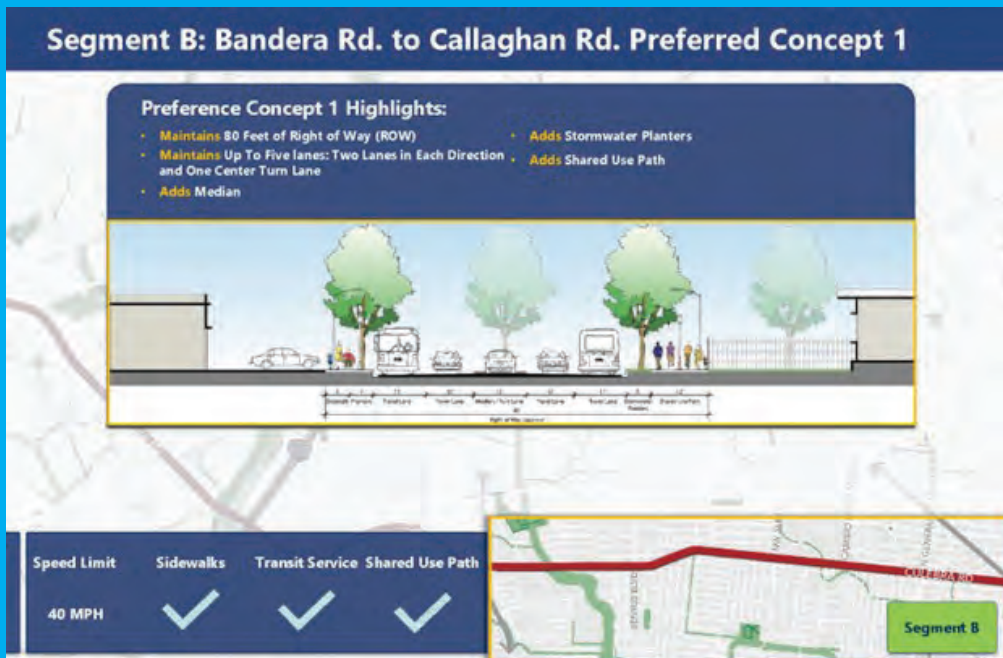 Segment B: Bandera Rd. to Callaghan Rd. Preferred Concept 1
Preference Concept 1 Highlights:
• Maintains 80 Feet of Right of Way (ROW)
• Maintains Up To Five lanes: Two Lanes in Each Direction
and One Center Turn Lane
• Adds Median
• Adds Stormwater Planters
• Adds Shared Use Path
Speed Limit
Sidewalks
Transit Service
Shared Use Path
40 MPH
CULEBRA RD
Segment B